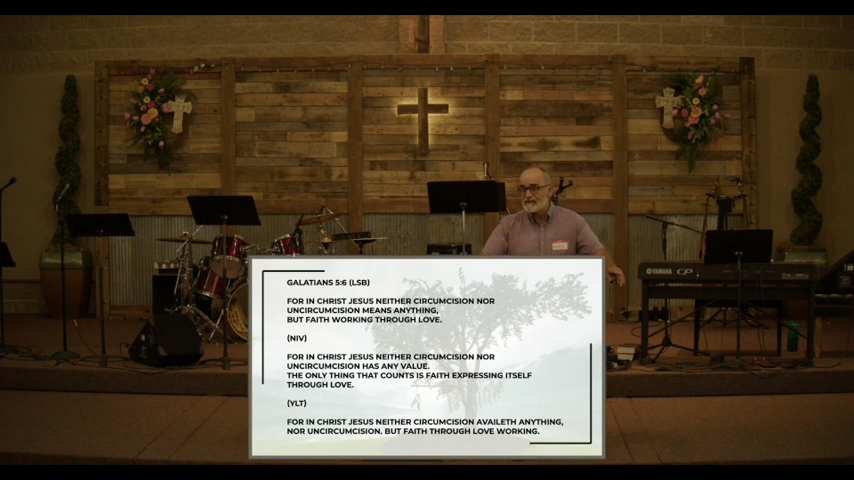 GALATIANS 5:6 (LSB)
FOR IN CHRIST JESUS NEITHER CIRCUMCISION NOR
UNCIRCUMCISION MEANS ANYTHING,
BUT FAITH WORKING THROUGH LOVE.
(NIV)
FOR IN CHRIST JESUS NEITHER CIRCUMCISION NOR
UNCIRCUMCISION HAS ANY VALUE.
THE ONLY THING THAT COUNTS IS FAITH EXPRESSING ITSELF
THROUGH LOVE.
(YLT)
FOR IN CHRIST JESUS NEITHER CIRCUMCISION AVAILETH ANYTHING,
NOR UNCIRCUMCISION, BUT FAITH THROUGH LOVE WORKING.
YAMAHA CP